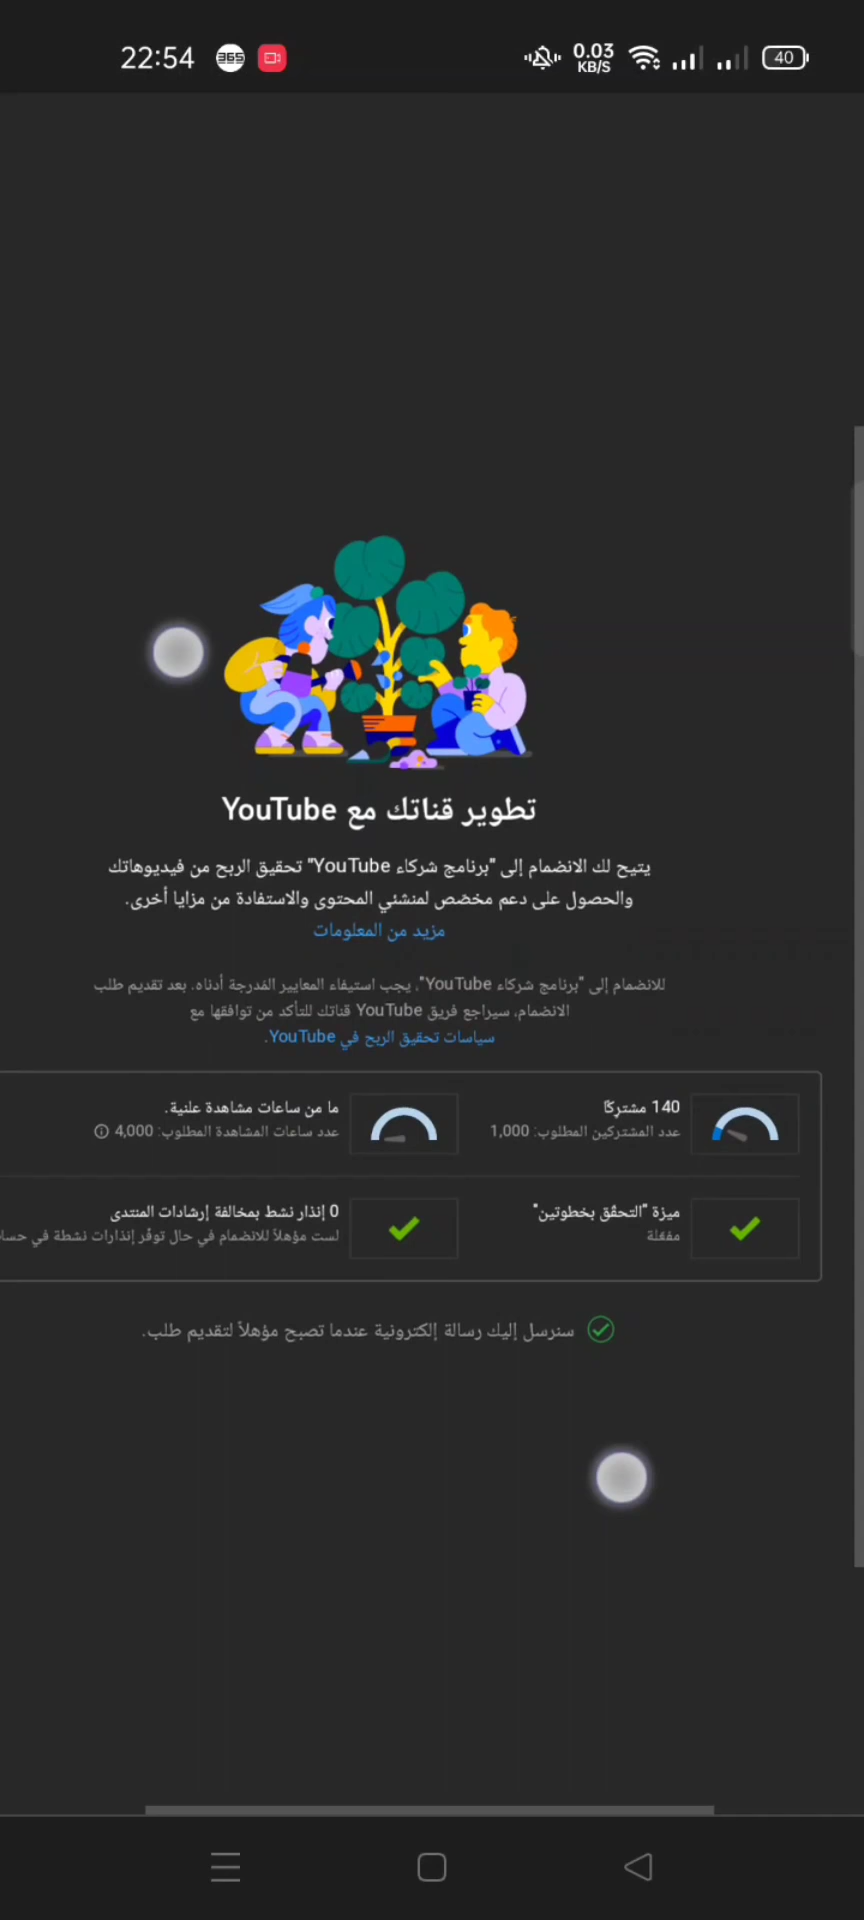 22:54
365
0.03
KB/S
40
تطوير قناتك مع YouTube
يتيح لك الانضمام إلى "برنامج شركاء YouTube" تحقيق الربح من فيديوهاتك
والحصول على دعم مخصّص لمنشئي المحتوى والاستفادة من مزايا أخرى.
مزيد من المعلومات
للانضمام إلى "برنامج شركاء YouTube"، يجب استيفاء المعايير المُدرجة أدناه. بعد تقديم طلب
الانضمام، سيراجع فريق YouTube قناتك للتأكد من توافقها مع
سياسات تحقيق الربح في YouTube.
140 مشتركًا
عدد المشتركين المطلوب: 1,000
ما من ساعات مشاهدة علنية.
عدد ساعات المشاهدة المطلوب: 4,000
ميزة "التحقّق بخطوتين"
مفعّلة
0 إنذار نشط بمخالفة إرشادات المنتدى
لست مؤهلاً للانضمام في حال توفّر إنذارات نشطة في
سنرسل إليك رسالة إلكترونية عندما تصبح مؤهلاً لتقديم طلب.